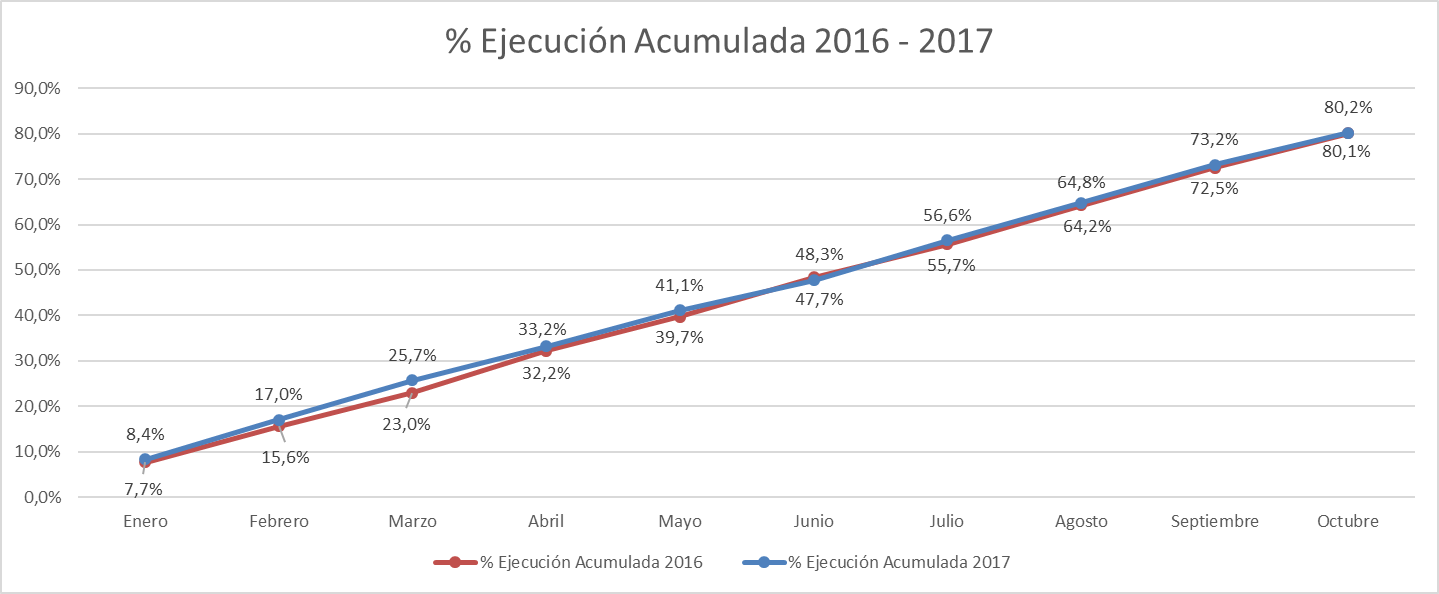 % Ejecución Acumulada 2016 - 2017
90,0%
80,0%
70,0%
60,0%
50,0%
40,0%
30,0%
20,0%
10,0%
0,0%
8,4%
17,0%
25,7%
33,2%
41,1%
48,3%
56,6%
64,8%
73,2%
80,2%
7,7%
15,6%
23,0%
32,2%
39,7%
47,7%
55,7%
64,2%
72,5%
80,1%
Enero
Febrero
Marzo
Abril
Mayo
Junio
Julio
Agosto
Septiembre
Octubre
% Ejecución Acumulada 2016
% Ejecución Acumulada 2017